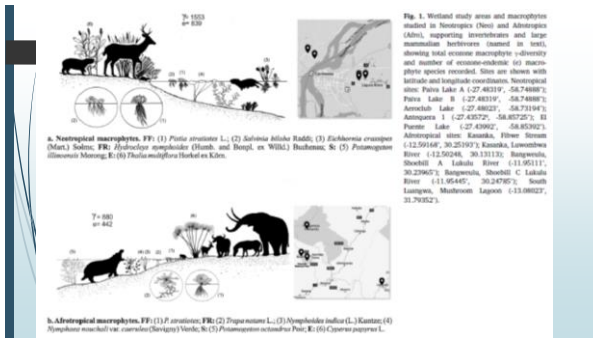 γ= 1553
e= 839
a. Neotropical macrophytes. FF: (1) Pistia stratiotes L.; (2) Salvinia biloba Raddi; (3) Eichhornia crassipes
(Mart.) Solms; FR: Hydrocleys nymphoides (Humb. and Bonpl. ex Willd.) Buchenau; S: (5) Potamogeton
illinoensis Morong; E: (6) Thalia multiflora Horkel ex Körn.
γ= 880
e= 442
b. Afrotropical macrophytes. FF: (1) P. stratiotes; FR: (2) Trapa natans L.; (3) Nymphoides indica (L.) Kuntze; (4)
Nymphaea nouchali var. caerulea (Savigny) Verdc; S: (5) Potamogeton octandrus Poir; E: (6) Cyperus papyrus L.
Fig. 1. Wetland study areas and macrophytes
studied in Neotropics (Neo) and Afrotropics
(Afro), supporting invertebrates and large
mammalian herbivores (named in text),
showing total ecozone macrophyte γ-diversity
and number of ecozone-endemic (e) macro-
phyte species recorded. Sites are shown with
latitude and longitude coordinates. Neotropical
sites: Paiva Lake A (-27.48319', -58.74888');
Paiva Lake B (-27.48319', -58.74888');
Aeroclub Lake (-27.48023', -58.73194');
Antequera 1 (-27.43572º, -58.85725'); El
Puente Lake (-27.43992', -58.85392').
Afrotropical sites: Kasanka, Fibwe Stream
(-12.59168', 30.25193'); Kasanka, Luwombwa
River (-12.50248, 30.13113); Bangweulu,
Shoebill A Lukulu River (-11.95111',
30.23965'); Bangweulu, Shoebill C Lukulu
River (-11.95445', 30.24785'); South
Luangwa, Mushroom Lagoon (-13.08023',
31.79352').